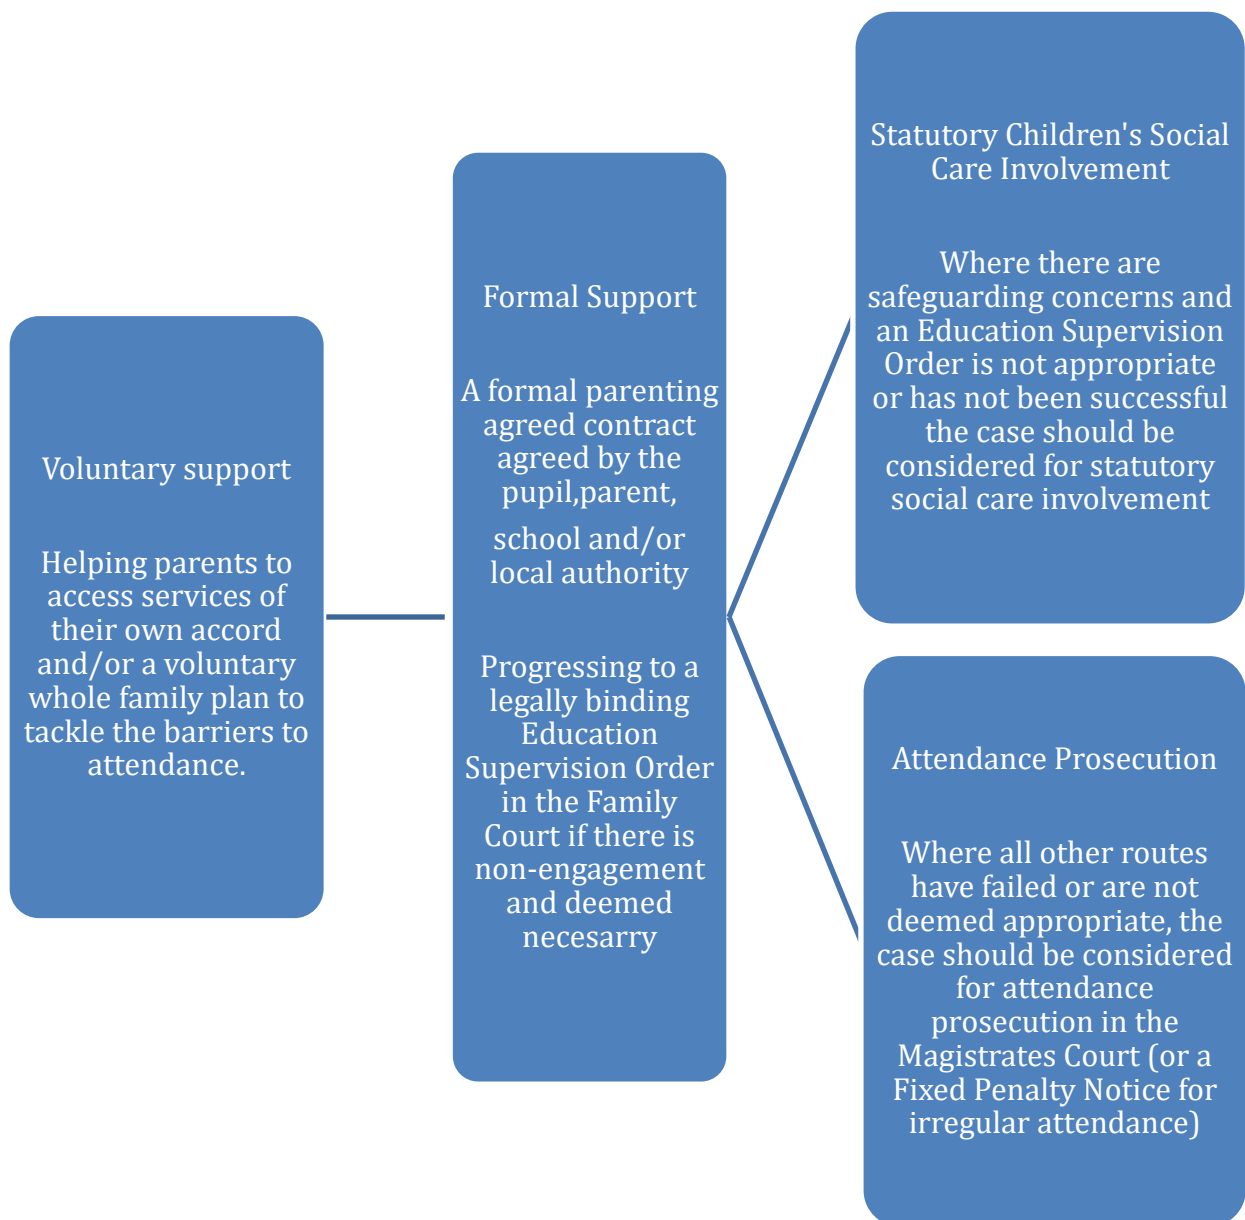 Voluntary support
Helping parents to
access services of
their own accord
and/or a voluntary
whole family plan to
tackle the barriers to
attendance.
Formal Support
A formal parenting
agreed contract
agreed by the
pupil,parent,
school and/or
local authority
Progressing to a
legally binding
Education
Supervision Order
in the Family
Court if there is
non-engagement
and deemed
necesarry
Statutory Children's Social
Care Involvement
Where there are
safeguarding concerns and
an Education Supervision
Order is not appropriate
or has not been successful
the case should be
considered for statutory
social care involvement
Attendance Prosecution
Where all other routes
have failed or are not
deemed appropriate, the
case should be considered
for attendance
prosecution in the
Magistrates Court (or a
Fixed Penalty Notice for
irregular attendance)